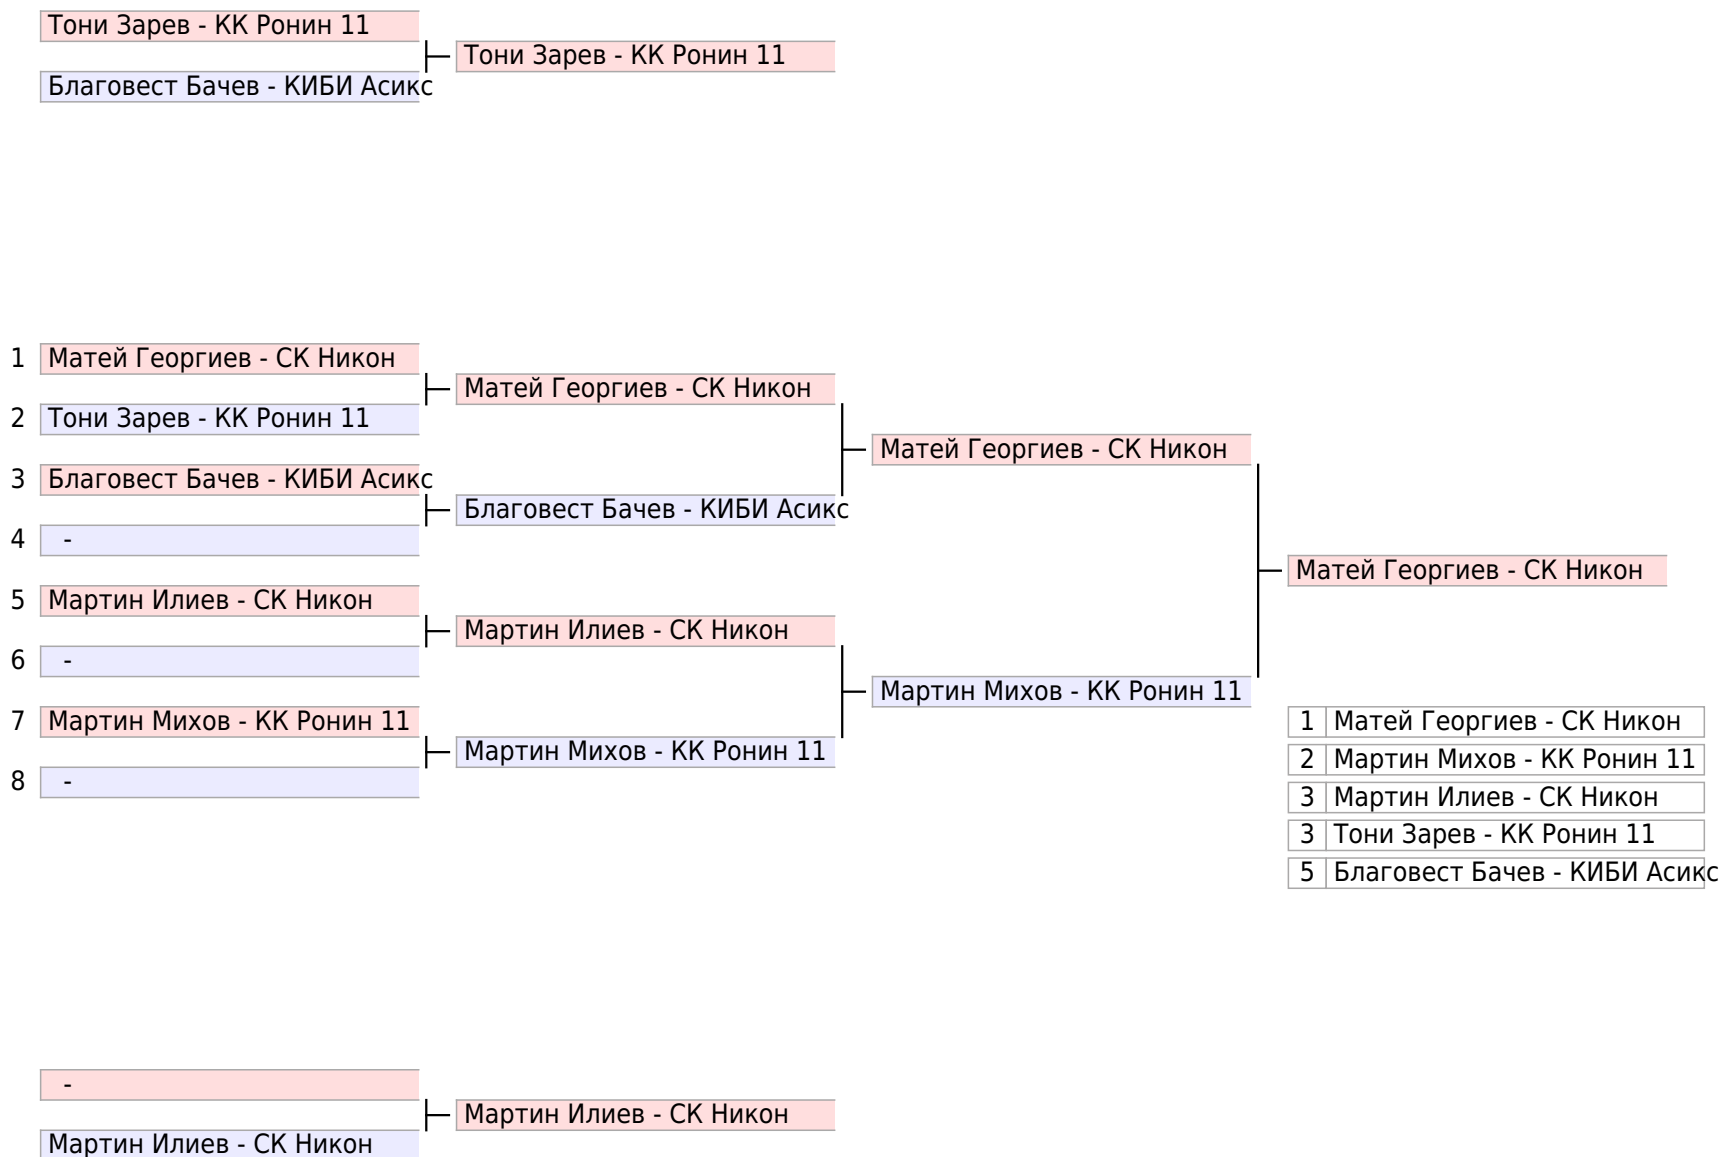 Тони Зарев - КК Ронин 11
Тони Зарев - КК Ронин 11
Благовест Бачев - КИБИ Асикс
1 Матей Георгиев - СК Никон
Матей Георгиев - СК Никон
2 Тони Зарев - КК Ронин 11
Матей Георгиев - СК Никон
3 Благовест Бачев - КИБИ Асикс
Благовест Бачев - КИБИ Асикс
4 -
Матей Георгиев - СК Никон
5 Мартин Илиев - СК Никон
Мартин Илиев - СК Никон
6 -
Мартин Михов - КК Ронин 11
7 Мартин Михов - КК Ронин 11
Мартин Михов - КК Ронин 11
8 -
1 Матей Георгиев - СК Никон
2 Мартин Михов - КК Ронин 11
3 Мартин Илиев - СК Никон
3 Тони Зарев - КК Ронин 11
5 Благовест Бачев - КИБИ Асикс
-
Мартин Илиев - СК Никон
Мартин Илиев - СК Никон